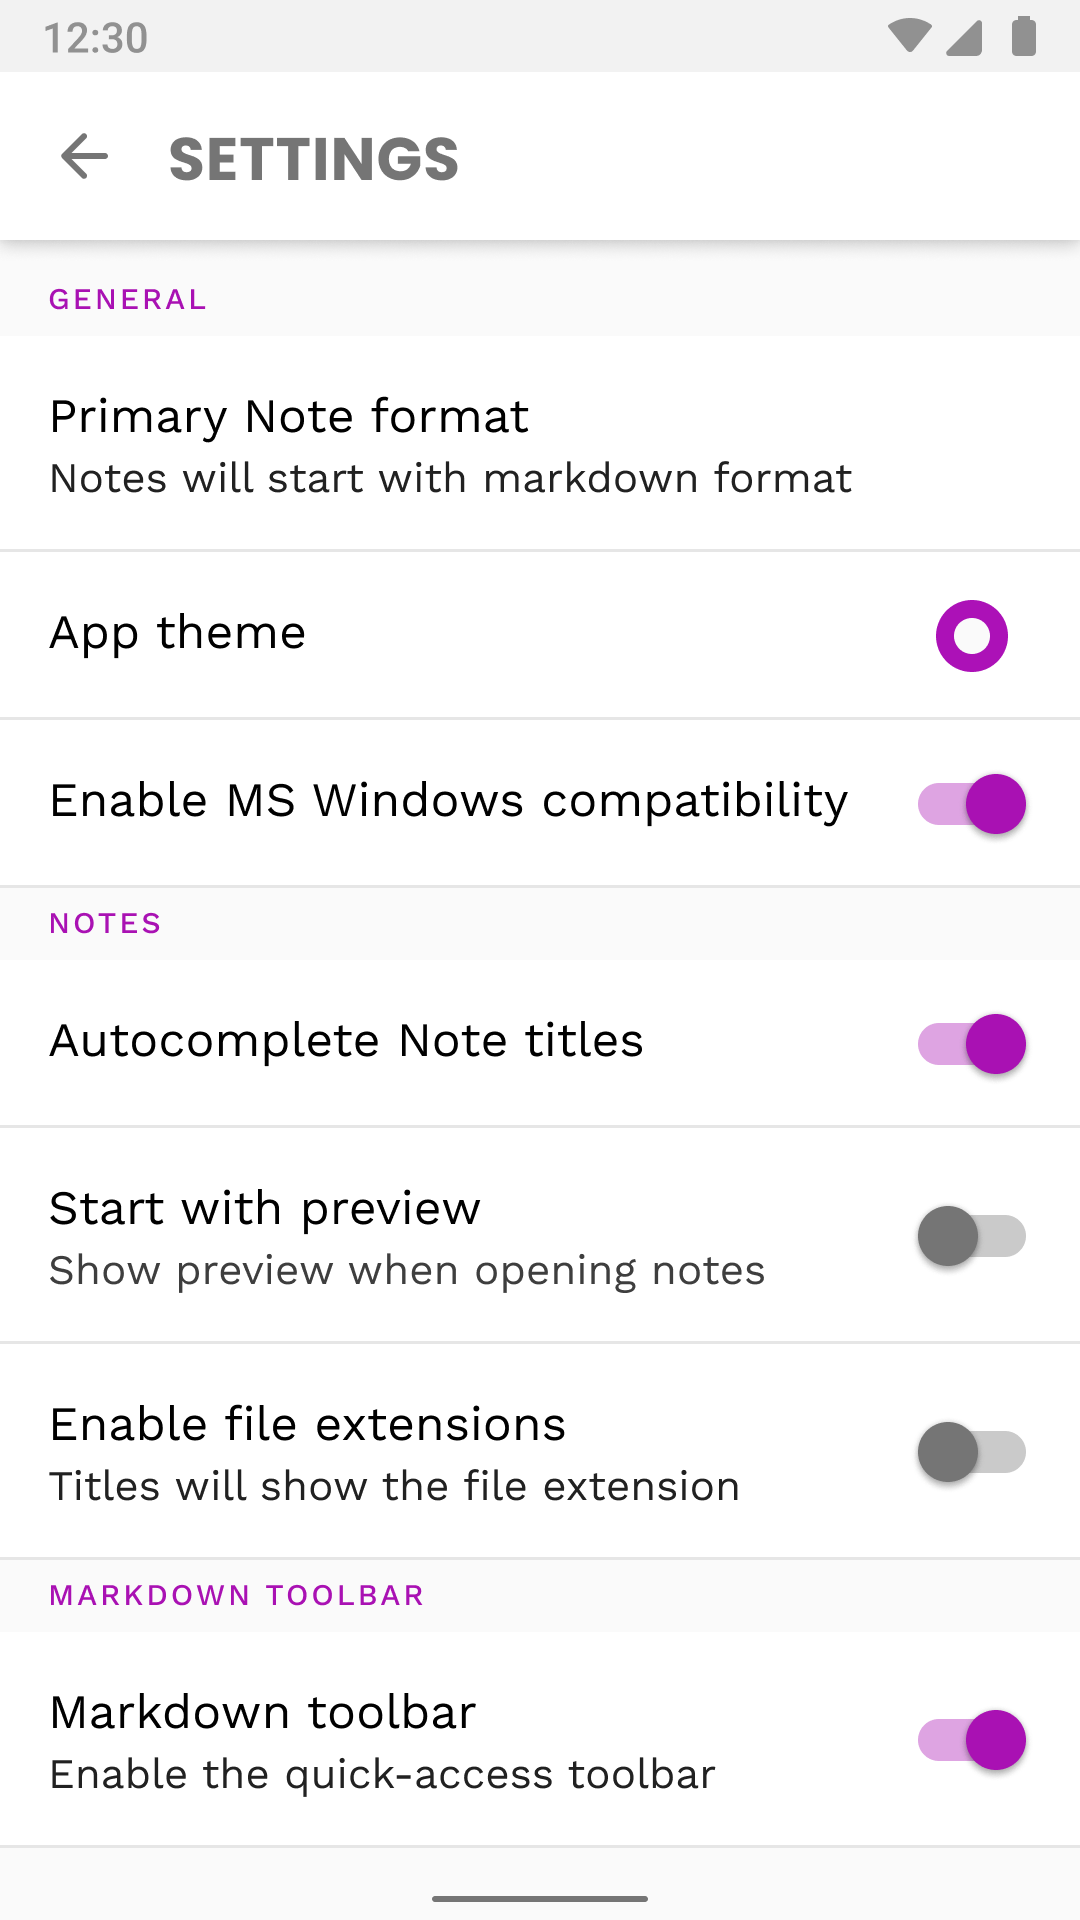 12:30
SETTINGS
GENERAL
Primary Note format
Notes will start with markdown format
App theme
Enable MS Windows compatibility
NOTES
Autocomplete Note titles
Start with preview
Show preview when opening notes
Enable file extensions
Titles will show the file extension
MARKDOWN TOOLBAR
Markdown toolbar
Enable the quick-access toolbar